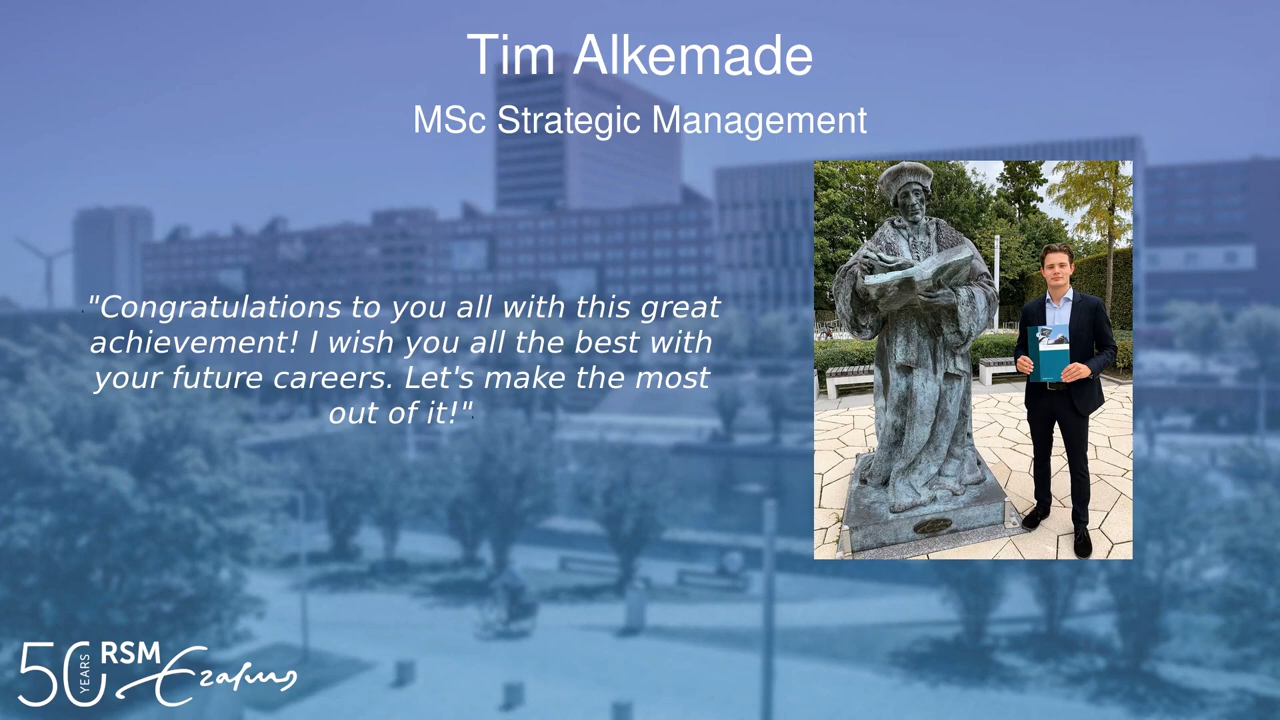 Tim Alkemade
MSc Strategic Management
"Congratulations to you all with this great
achievement! I wish you all the best with
your future careers. Let's make the most
out of it!"
50 YEARS RSM Erasmus